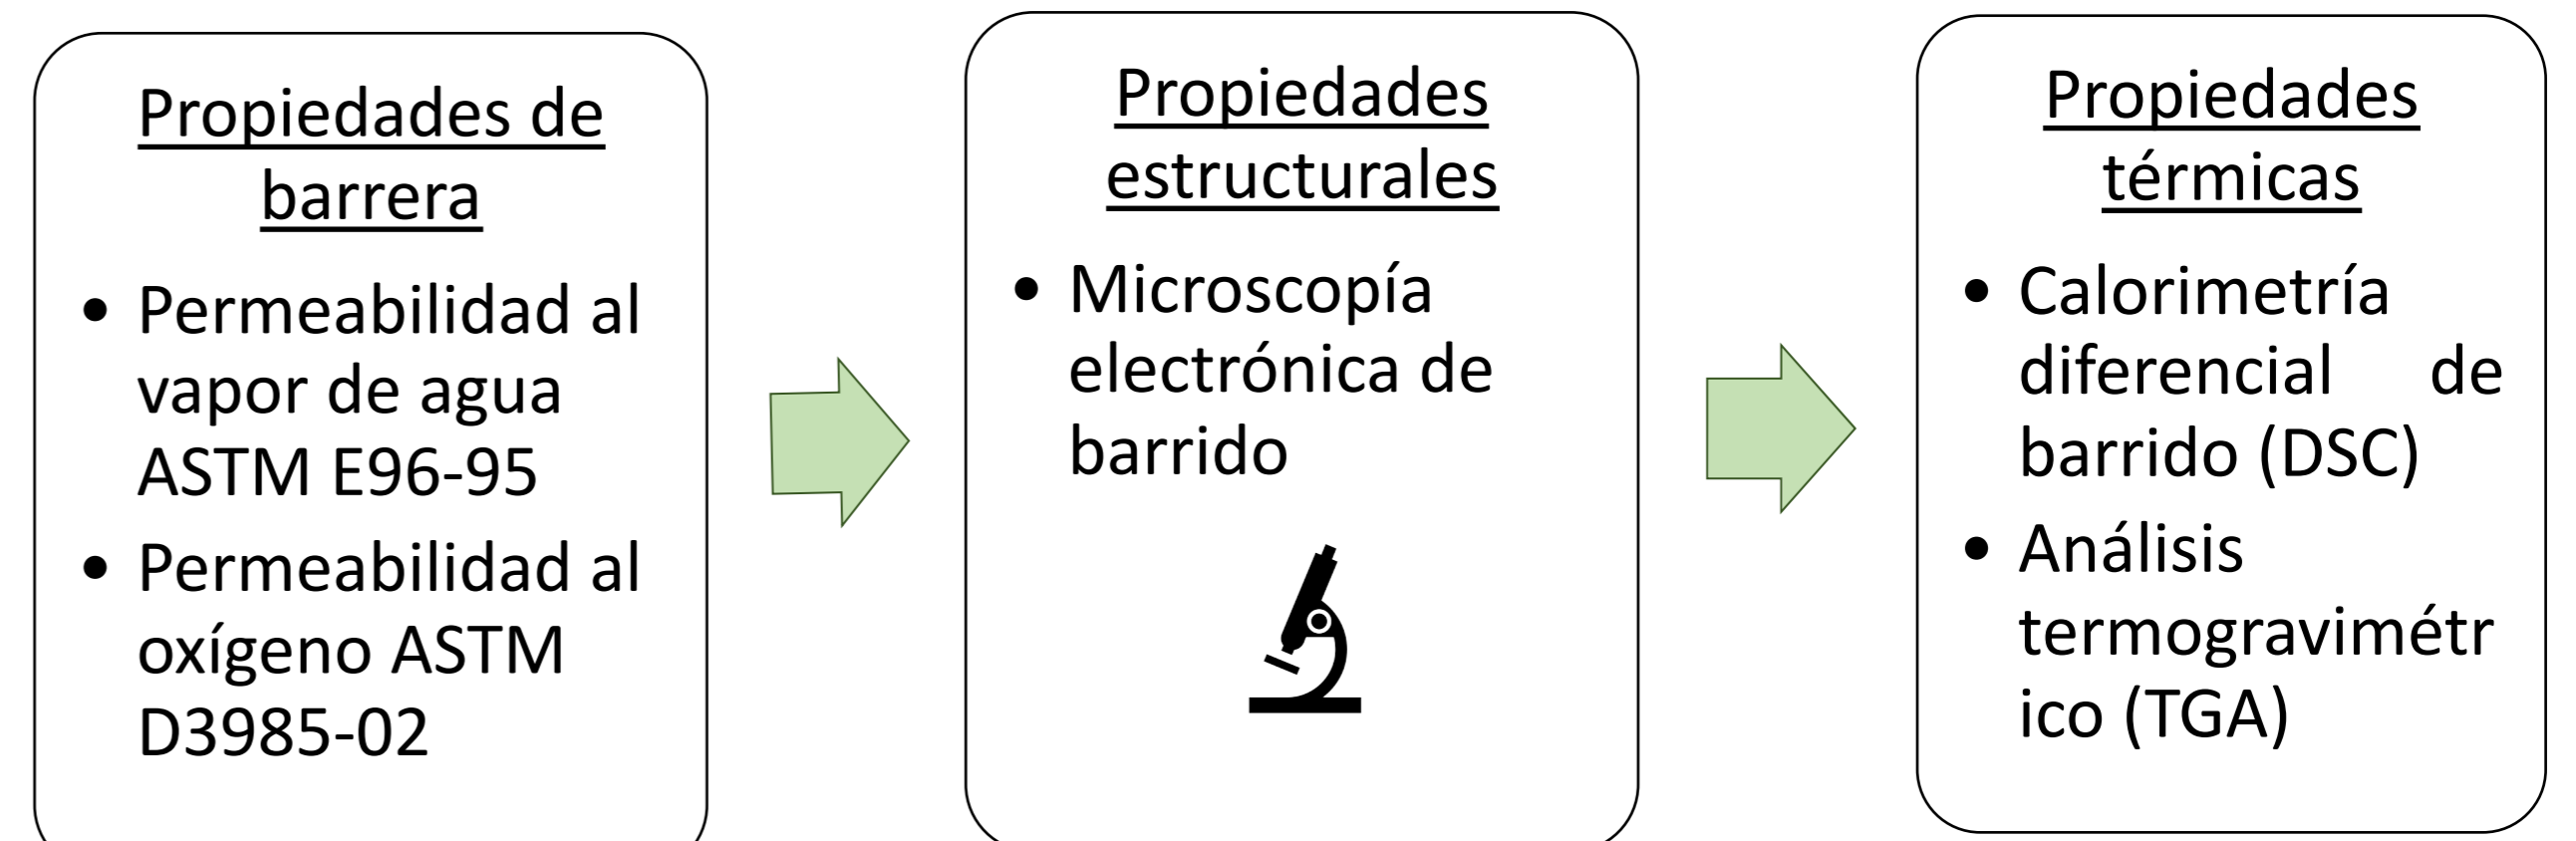 Propiedades de
barrera
• Permeabilidad al
vapor de agua
ASTM E96-95
• Permeabilidad al
oxígeno ASTM
D3985-02
Propiedades
estructurales
• Microscopía
electrónica de
barrido
Propiedades
térmicas
• Calorimetría
diferencial de
barrido (DSC)
• Análisis
termogravimétr
ico (TGA)